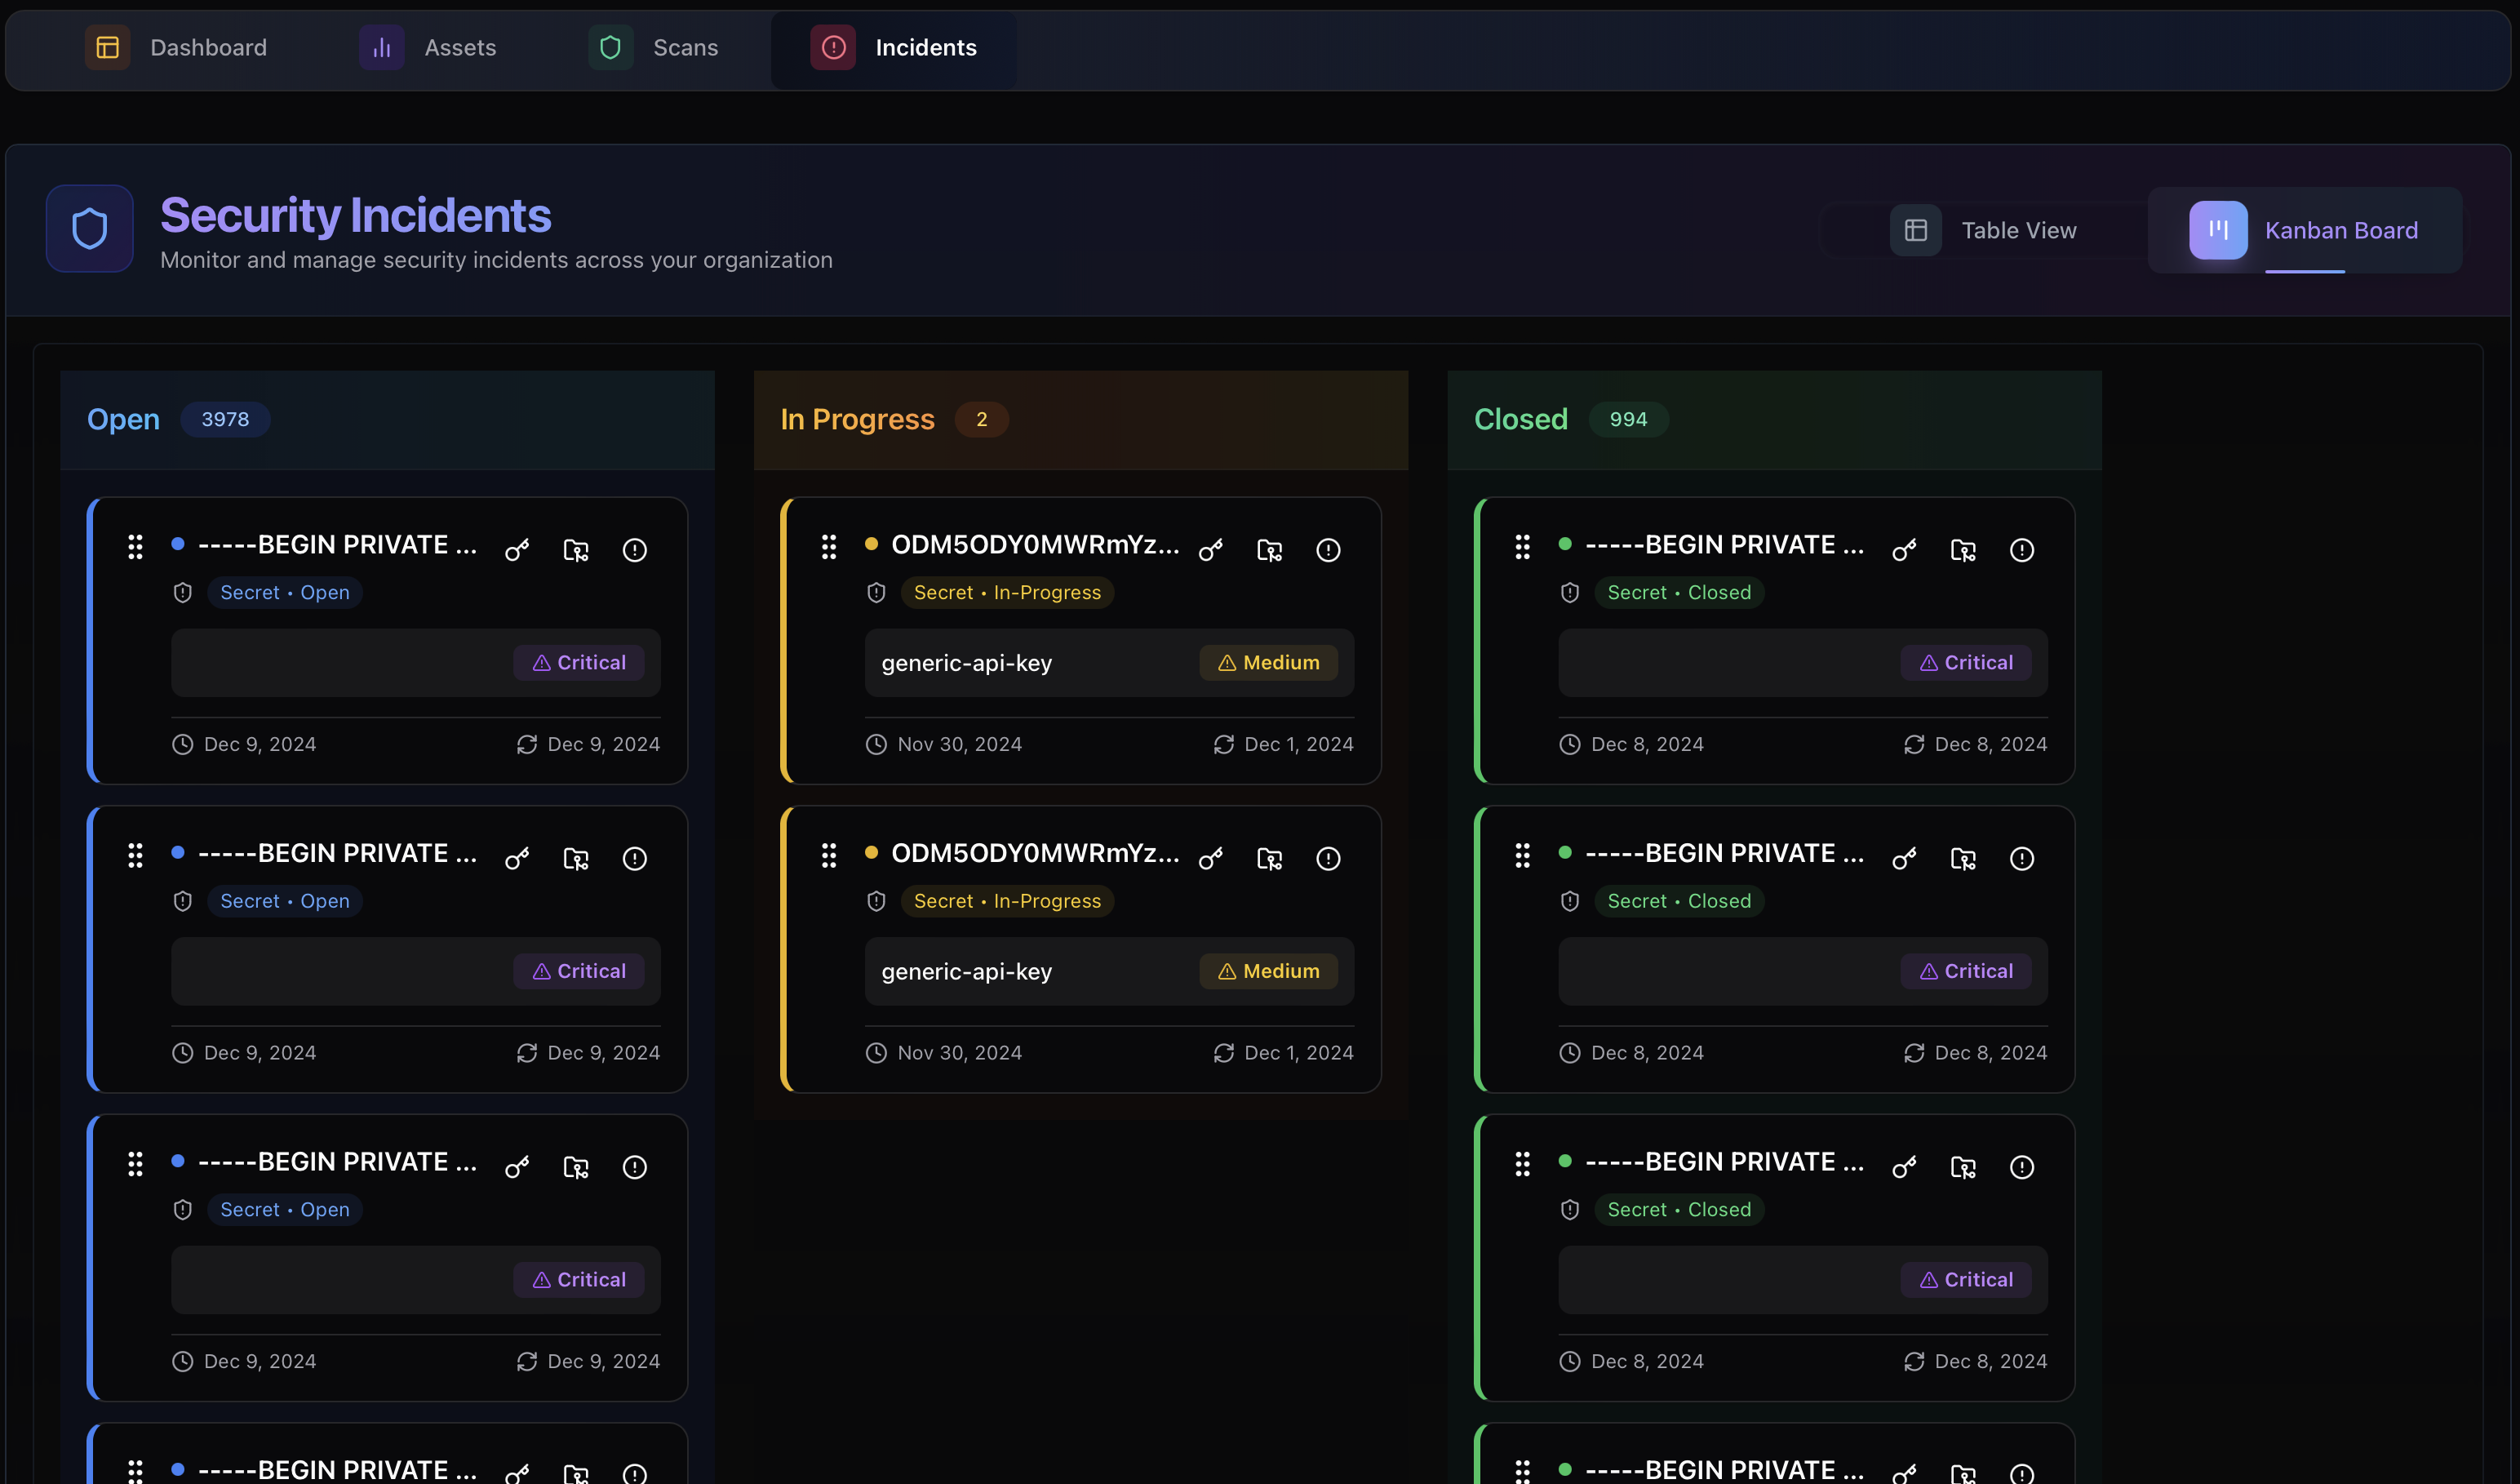 Dashboard
Assets
Scans
Incidents
Security Incidents
Monitor and manage security incidents across your organization
Table View
Kanban Board
Open 3978
-----BEGIN PRIVATE ...
Secret • Open
Critical
Dec 9, 2024 Dec 9, 2024
-----BEGIN PRIVATE ...
Secret • Open
Critical
Dec 9, 2024 Dec 9, 2024
-----BEGIN PRIVATE ...
Secret • Open
Critical
Dec 9, 2024 Dec 9, 2024
-----BEGIN PRIVATE ...
In Progress 2
ODM5ODY0MWRmYz...
Secret • In-Progress
generic-api-key Medium
Nov 30, 2024 Dec 1, 2024
ODM5ODY0MWRmYz...
Secret • In-Progress
generic-api-key Medium
Nov 30, 2024 Dec 1, 2024
Closed 994
-----BEGIN PRIVATE ...
Secret • Closed
Critical
Dec 8, 2024 Dec 8, 2024
-----BEGIN PRIVATE ...
Secret • Closed
Critical
Dec 8, 2024 Dec 8, 2024
-----BEGIN PRIVATE ...
Secret • Closed
Critical
Dec 8, 2024 Dec 8, 2024
-----BEGIN PRIVATE ...